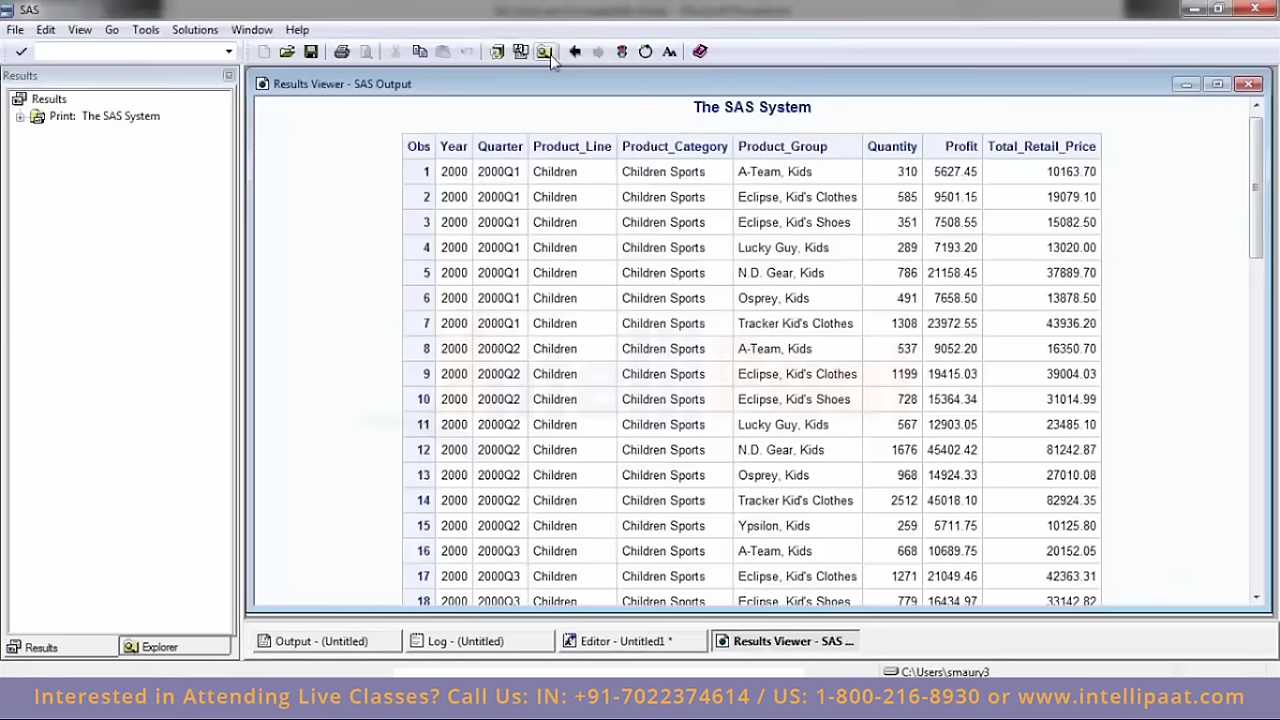 SAS
File Edit View Go Tools Solutions Window Help
Results
Results
Print: The SAS System
Results Viewer - SAS Output
The SAS System
Obs Year Quarter Product_Line Product_Category Product_Group Quantity Profit Total_Retail_Price
1 2000 2000Q1 Children Children Sports A-Team, Kids 310 5627.45 10163.70
2 2000 2000Q1 Children Children Sports Eclipse, Kid's Clothes 585 9501.15 19079.10
3 2000 2000Q1 Children Children Sports Eclipse, Kid's Shoes 351 7508.55 15082.50
4 2000 2000Q1 Children Children Sports Lucky Guy, Kids 289 7193.20 13020.00
5 2000 2000Q1 Children Children Sports N.D. Gear, Kids 786 21158.45 37889.70
6 2000 2000Q1 Children Children Sports Osprey, Kids 491 7658.50 13878.50
7 2000 2000Q1 Children Children Sports Tracker Kid's Clothes 1308 23972.55 43936.20
8 2000 2000Q2 Children Children Sports A-Team, Kids 537 9052.20 16350.70
9 2000 2000Q2 Children Children Sports Eclipse, Kid's Clothes 1199 19415.03 39004.03
10 2000 2000Q2 Children Children Sports Eclipse, Kid's Shoes 728 15364.34 31014.99
11 2000 2000Q2 Children Children Sports Lucky Guy, Kids 567 12903.05 23485.10
12 2000 2000Q2 Children Children Sports N.D. Gear, Kids 1676 45402.42 81242.87
13 2000 2000Q2 Children Children Sports Osprey, Kids 968 14924.33 27010.08
14 2000 2000Q2 Children Children Sports Tracker Kid's Clothes 2512 45018.10 82924.35
15 2000 2000Q2 Children Children Sports Ypsilon, Kids 259 5711.75 10125.80
16 2000 2000Q3 Children Children Sports A-Team, Kids 668 10689.75 20152.05
17 2000 2000Q3 Children Children Sports Eclipse, Kid's Clothes 1271 21049.46 42363.31
18 2000 2000Q3 Children Children Sports Eclipse, Kid's Shoes 779 16434.97 33142.82
Results Explorer
Output - (Untitled) Log - (Untitled) Editor - Untitled1 * Results Viewer - SAS ...
C:\Users\smaury3
Interested in Attending Live Classes? Call Us: IN: +91-7022374614 / US: 1-800-216-8930 or www.intellipaat.com